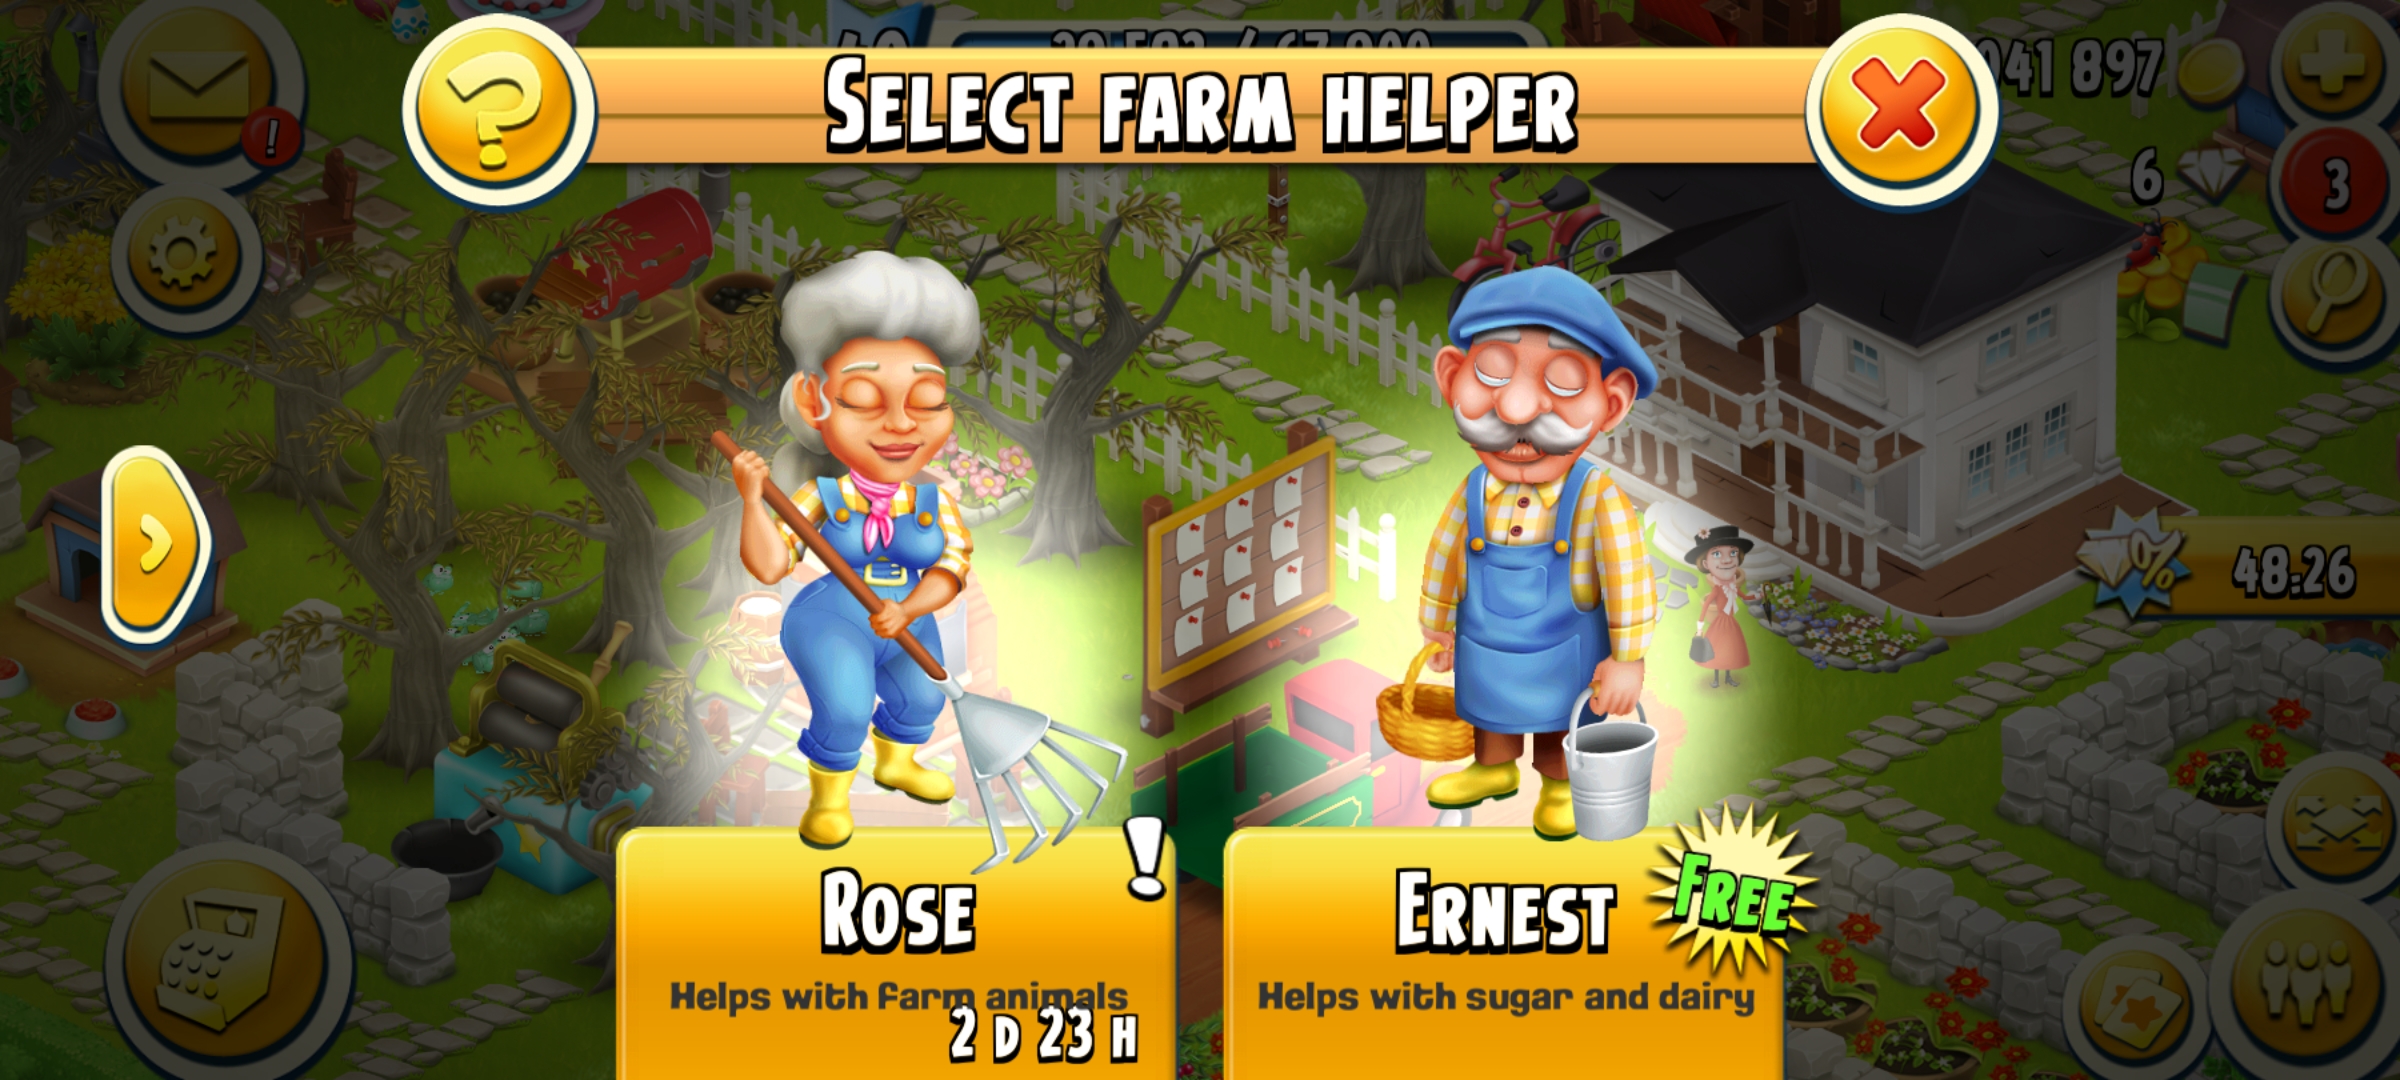 SELECT FARM HELPER
041 897
6
3
!
48:26
%
!
ROSE
Helps with farm animals
2 D 23 H
ERNEST
FREE
Helps with sugar and dairy